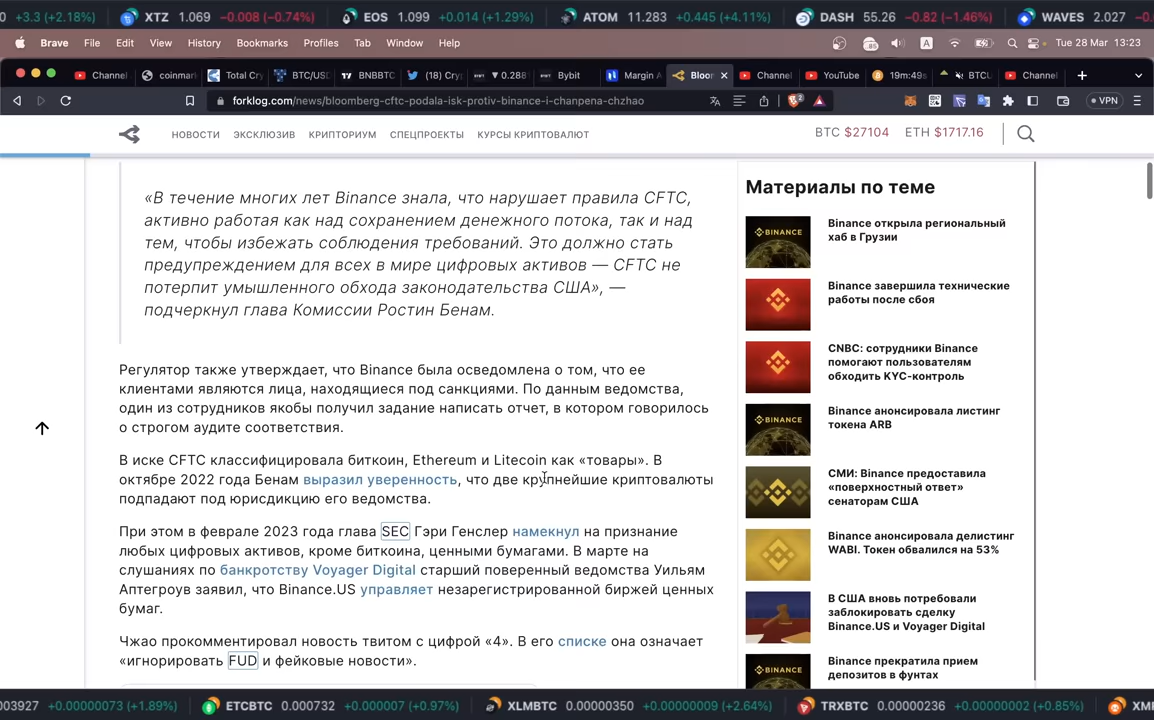 +3.3 (+2.18%) XTZ 1.069 −0.008 (−0.74%) EOS 1.099 +0.014 (+1.29%) ATOM 11.283 +0.445 (+4.11%) DASH 55.26 −0.82 (−1.46%) WAVES 2.027
Brave File Edit View History Bookmarks Profiles Tab Window Help A Tue 28 Mar 13:23
Channel coinmar Total Cry BTC/USD BNBBTC (18) Cry ▼ 0.288 Bybit Margin A Bloor Channel YouTube 19m:49s BTCU Channel
forklog.com/news/bloomberg-cftc-podala-isk-protiv-binance-i-chanpena-chzhao 2 VPN
НОВОСТИ ЭКСКЛЮЗИВ КРИПТОРИУМ СПЕЦПРОЕКТЫ КУРСЫ КРИПТОВАЛЮТ BTC $27104 ETH $1717.16
«В течение многих лет Binance знала, что нарушает правила CFTC,
активно работая как над сохранением денежного потока, так и над
тем, чтобы избежать соблюдения требований. Это должно стать
предупреждением для всех в мире цифровых активов — CFTC не
потерпит умышленного обхода законодательства США», —
подчеркнул глава Комиссии Ростин Бенам.
Регулятор также утверждает, что Binance была осведомлена о том, что ее
клиентами являются лица, находящиеся под санкциями. По данным ведомства,
один из сотрудников якобы получил задание написать отчет, в котором говорилось
о строгом аудите соответствия.
В иске CFTC классифицировала биткоин, Ethereum и Litecoin как «товары». В
октябре 2022 года Бенам выразил уверенность, что две крупнейшие криптовалюты
подпадают под юрисдикцию его ведомства.
При этом в феврале 2023 года глава SEC Гэри Генслер намекнул на признание
любых цифровых активов, кроме биткоина, ценными бумагами. В марте на
слушаниях по банкротству Voyager Digital старший поверенный ведомства Уильям
Аптегроув заявил, что Binance.US управляет незарегистрированной биржей ценных
бумаг.
Чжао прокомментировал новость твитом с цифрой «4». В его списке она означает
«игнорировать FUD и фейковые новости».
Материалы по теме
BINANCE
Binance открыла региональный
хаб в Грузии
Binance завершила технические
работы после сбоя
CNBC: сотрудники Binance
помогают пользователям
обходить KYC-контроль
BINANCE
Binance анонсировала листинг
токена ARB
СМИ: Binance предоставила
«поверхностный ответ»
сенаторам США
Binance анонсировала делистинг
WABI. Токен обвалился на 53%
В США вновь потребовали
заблокировать сделку
Binance.US и Voyager Digital
BINANCE
Binance прекратила прием
депозитов в фунтах
003927 +0.00000073 (+1.89%) ETCBTC 0.000732 +0.000007 (+0.97%) XLMBTC 0.00000350 +0.00000009 (+2.64%) TRXBTC 0.00000236 +0.00000002 (+0.85%)